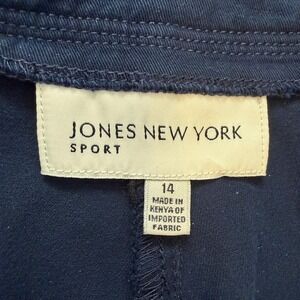 JONES NEW YORK
SPORT
14
MADE IN
KENYA OF
IMPORTED
FABRIC